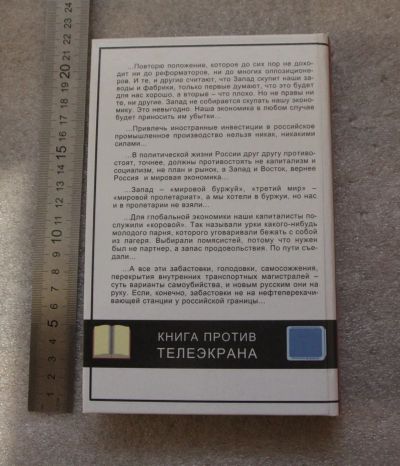 ...Повторю положение, которое до сих пор не дохо-
дит ни до реформаторов, ни до многих оппозиционе-
ров. И те, и другие считают, что Запад скупит наши за-
воды и фабрики, только первые думают, что это будет
для нас хорошо, а вторые – что плохо. Но не правы ни
те, ни другие. Запад не собирается скупать нашу эконо-
мику. Это невыгодно. Наша экономика в любом случае
будет приносить им убытки...
...Привлечь иностранные инвестиции в российское
промышленное производство нельзя никак, никакими
силами...
...В политической жизни России друг другу противо-
стоят, точнее, должны противостоять не капитализм и
социализм, не план и рынок, а Запад и Восток, вернее
Россия и мировая экономика...
...Запад – «мировой буржуй», «третий мир» –
«мировой пролетариат», а мы хотели в буржуи, но нас
и в пролетарии не взяли...
...Для глобальной экономики наши капиталисты по-
служили «коровой». Так называли урки какого-нибудь
молодого парня, которого уговаривали бежать с собой
из лагеря. Выбирали помясистей, потому что нужен
был не партнер, а запас продовольствия. По пути съе-
дали...
...А все эти забастовки, голодовки, самосожжения,
перекрытия внутренних транспортных магистралей –
суть варианты самоубийства, и новым русским они на
руку. Если, конечно, забастовки не на нефтеперекачи-
вающей станции у российской границы...
КНИГА ПРОТИВ
ТЕЛЕЭКРАНА
1 2 3 4 5 6 7 8 9 10 11 12 13 14 15 16 17 18 19 20 21 22 23 24